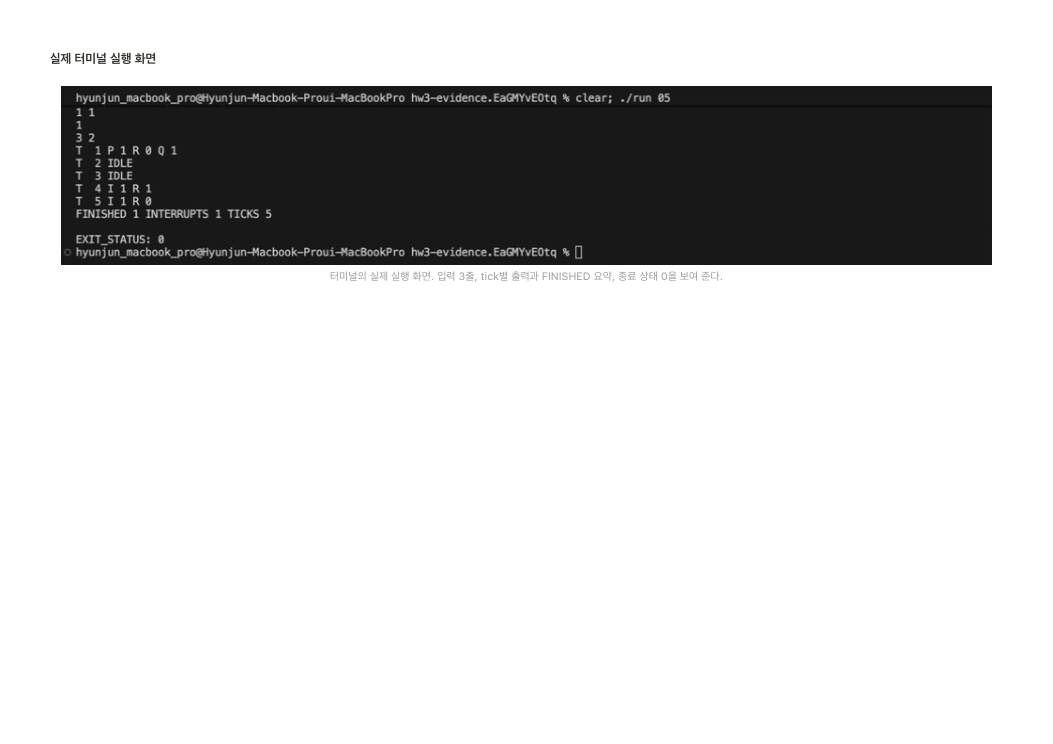 실제 터미널 실행 화면
hyunjun_macbook_pro@Hyunjun-Macbook-Proui-MacBookPro hw3-evidence.EaGMYvEOtq % clear; ./run 05
1 1
1
3 2
T  1 P 1 R 0 Q 1
T  2 IDLE
T  3 IDLE
T  4 I 1 R 1
T  5 I 1 R 0
FINISHED 1 INTERRUPTS 1 TICKS 5
EXIT_STATUS: 0
hyunjun_macbook_pro@Hyunjun-Macbook-Proui-MacBookPro hw3-evidence.EaGMYvEOtq %
터미널의 실제 실행 화면. 입력 3줄, tick별 출력과 FINISHED 요약, 종료 상태 0을 보여 준다.